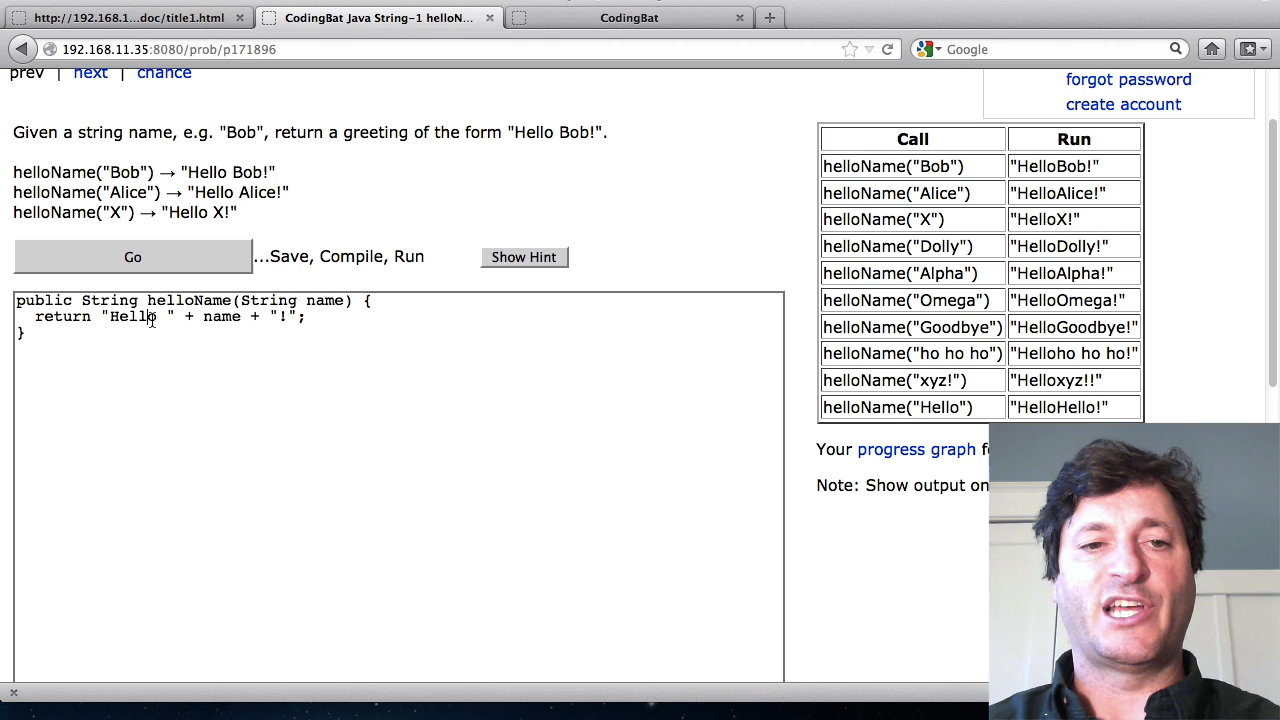 http://192.168.1...doc/title1.html
CodingBat Java String-1 helloN...
CodingBat
192.168.11.35:8080/prob/p171896
Google
prev | next | chance
forgot password
create account
Given a string name, e.g. "Bob", return a greeting of the form "Hello Bob!".
helloName("Bob") → "Hello Bob!"
helloName("Alice") → "Hello Alice!"
helloName("X") → "Hello X!"
Go ...Save, Compile, Run Show Hint
public String helloName(String name) {
return "Hello " + name + "!";
}
Call Run
helloName("Bob") "HelloBob!"
helloName("Alice") "HelloAlice!"
helloName("X") "HelloX!"
helloName("Dolly") "HelloDolly!"
helloName("Alpha") "HelloAlpha!"
helloName("Omega") "HelloOmega!"
helloName("Goodbye") "HelloGoodbye!"
helloName("ho ho ho") "Helloho ho ho!"
helloName("xyz!") "Helloxyz!!"
helloName("Hello") "HelloHello!"
Your progress graph
Note: Show output on